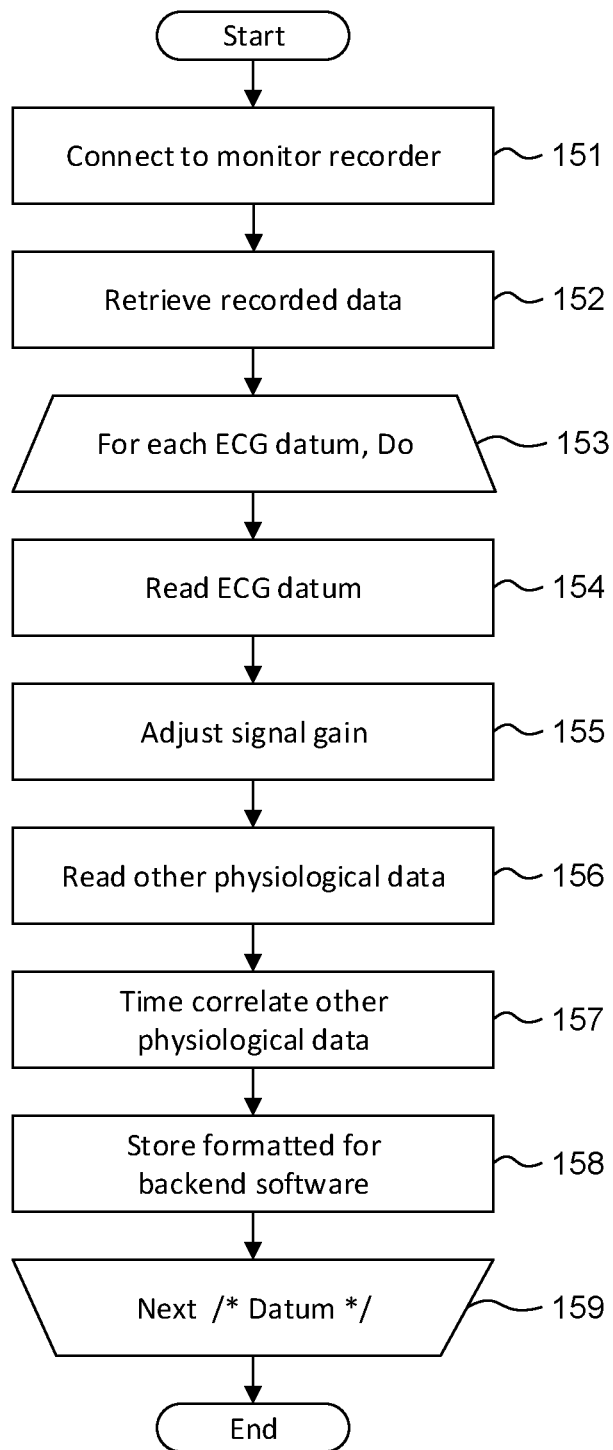 Start
Connect to monitor recorder
151
Retrieve recorded data
152
For each ECG datum, Do
153
Read ECG datum
154
Adjust signal gain
155
Read other physiological data
156
Time correlate other
physiological data
157
Store formatted for
backend software
158
Next /* Datum */
159
End